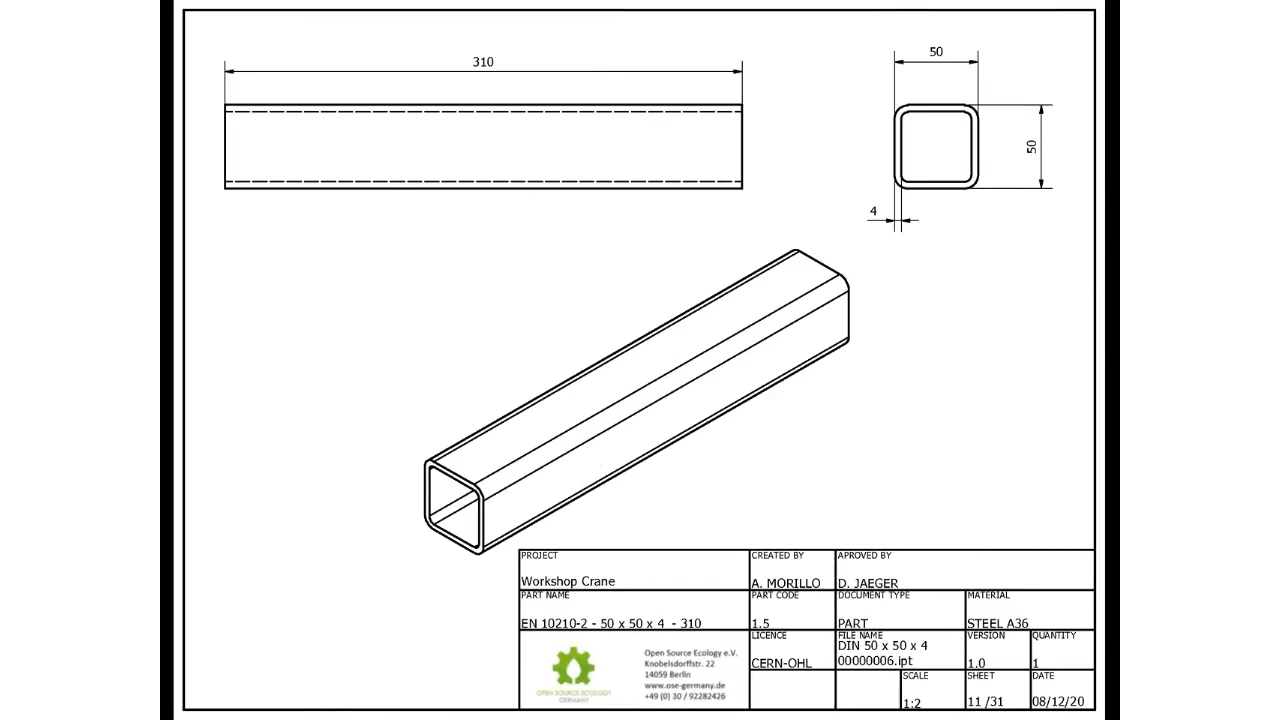 310
50
50
4
PROJECT
Workshop Crane
CREATED BY
A. MORILLO
APROVED BY
D. JAEGER
PART NAME
EN 10210-2 - 50 x 50 x 4 - 310
PART CODE
1.5
DOCUMENT TYPE
PART
MATERIAL
STEEL A36
LICENCE
CERN-OHL
FILE NAME
DIN 50 x 50 x 4
00000006.ipt
VERSION
1.0
QUANTITY
1
SCALE
1:2
SHEET
11 /31
DATE
08/12/20
OPEN SOURCE ECOLOGY
GERMANY
Open Source Ecology e.V.
Knobelsdorffstr. 22
14059 Berlin
www.ose-germany.de
+49 (0) 30 / 92282426